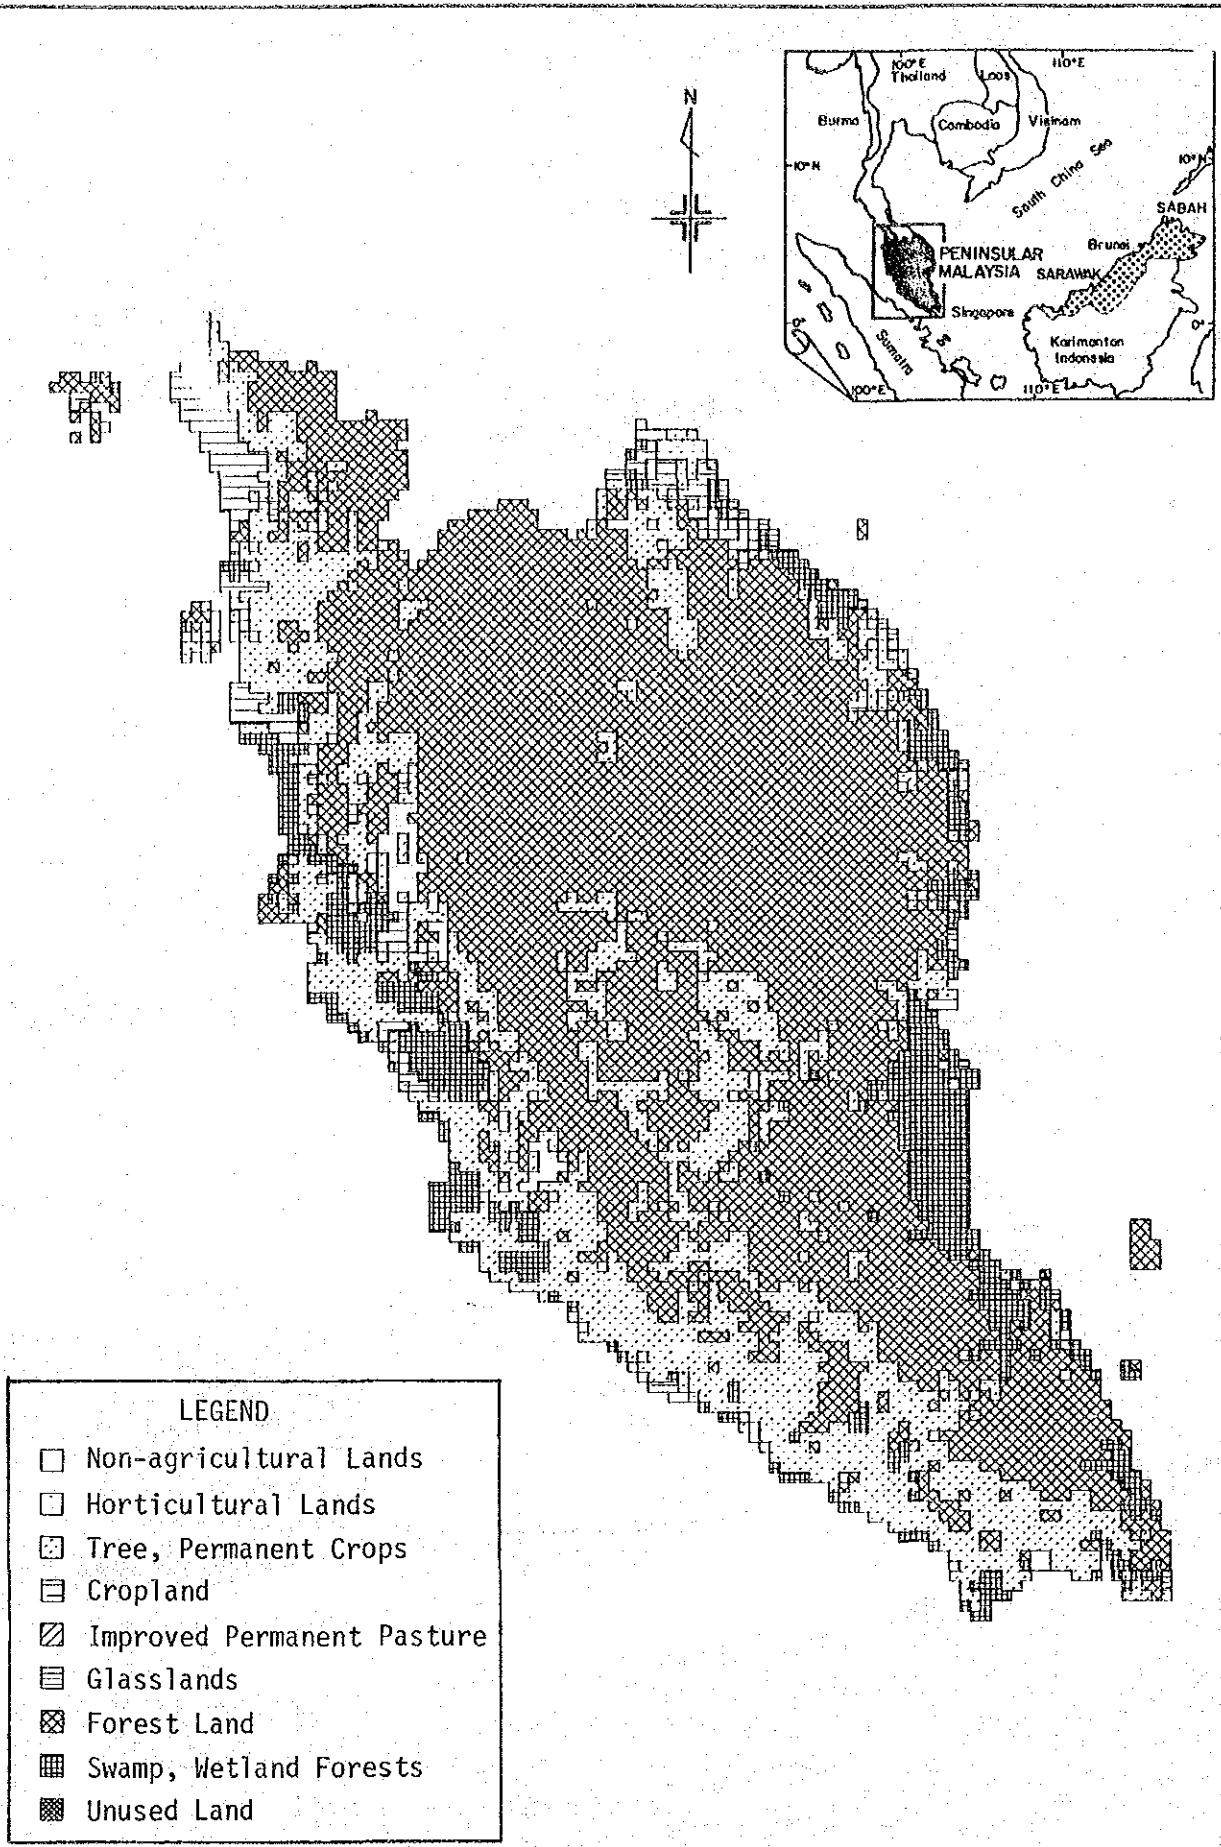 N
100°E
110°E
Thailand
Laos
Burma
Cambodia
Vietnam
10°N
10°N
South China Sea
SABAH
Brunei
PENINSULAR
MALAYSIA
SARAWAK
Singapore
0°
0°
Sumatra
Karimantan
Indonesia
100°E
110°E
LEGEND
Non-agricultural Lands
Horticultural Lands
Tree, Permanent Crops
Cropland
Improved Permanent Pasture
Glasslands
Forest Land
Swamp, Wetland Forests
Unused Land